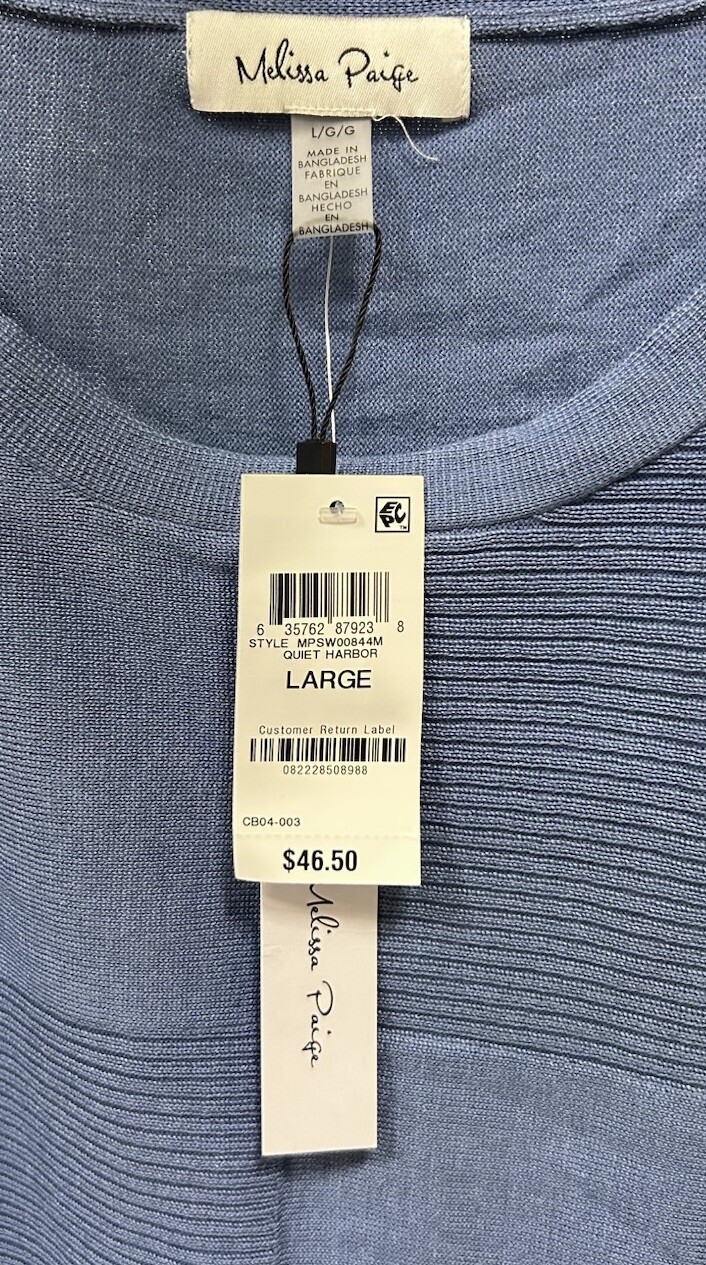 Melissa Paige
L/G/G
MADE IN
BANGLADESH
FABRIQUE
EN
BANGLADESH
HECHO
EN
BANGLADESH
EPC
TM
6 35762 87923 8
STYLE MPSW00844M
QUIET HARBOR
LARGE
Customer Return Label
082228508988
CB04-003
$46.50
Melissa Paige